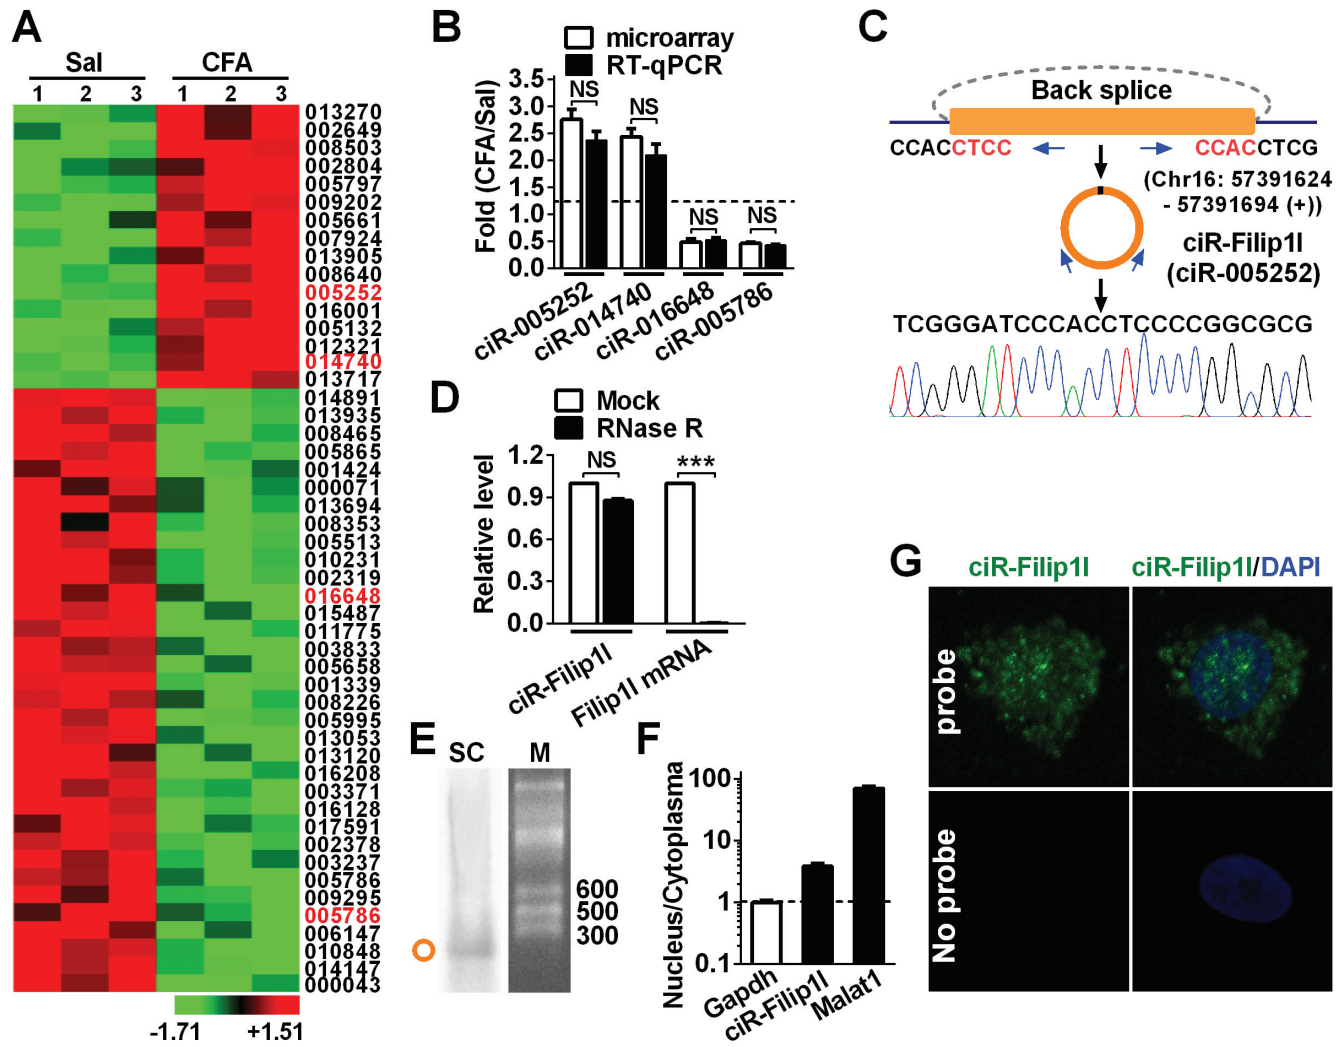 A
Sal CFA
1 2 3 1 2 3
013270
002649
008503
002804
005797
009202
005661
007924
013905
008640
005252
016001
005132
012321
014740
013717
014891
013935
008465
005865
001424
000071
013694
008353
005513
010231
002319
016648
015487
011775
003833
005658
001339
008226
005995
013053
013120
016208
003371
016128
017591
002378
003237
005786
009295
005786
006147
010848
014147
000043
-1.71 +1.51
B
microarray
RT-qPCR
Fold (CFA/Sal)
3.5
3.0
2.5
2.0
1.5
1.0
0.5
0.0
NS
NS
NS
NS
ciR-005252
ciR-014740
ciR-016648
ciR-005786
C
Back splice
CCACCTCC CCACCTCG
(Chr16: 57391624
- 57391694 (+))
ciR-Filip1l
(ciR-005252)
TCGGGATCCCACCTCCCCGGCGCG
D
Mock
RNase R
Relative level
1.2
0.9
0.6
0.3
0.0
NS
***
ciR-Filip1l
Filip1l mRNA
E
SC M
600
500
300
F
Nucleus/Cytoplasma
100
10
1
0.1
Gapdh
ciR-Filip1l
Malat1
G
ciR-Filip1l ciR-Filip1l/DAPI
probe
No probe